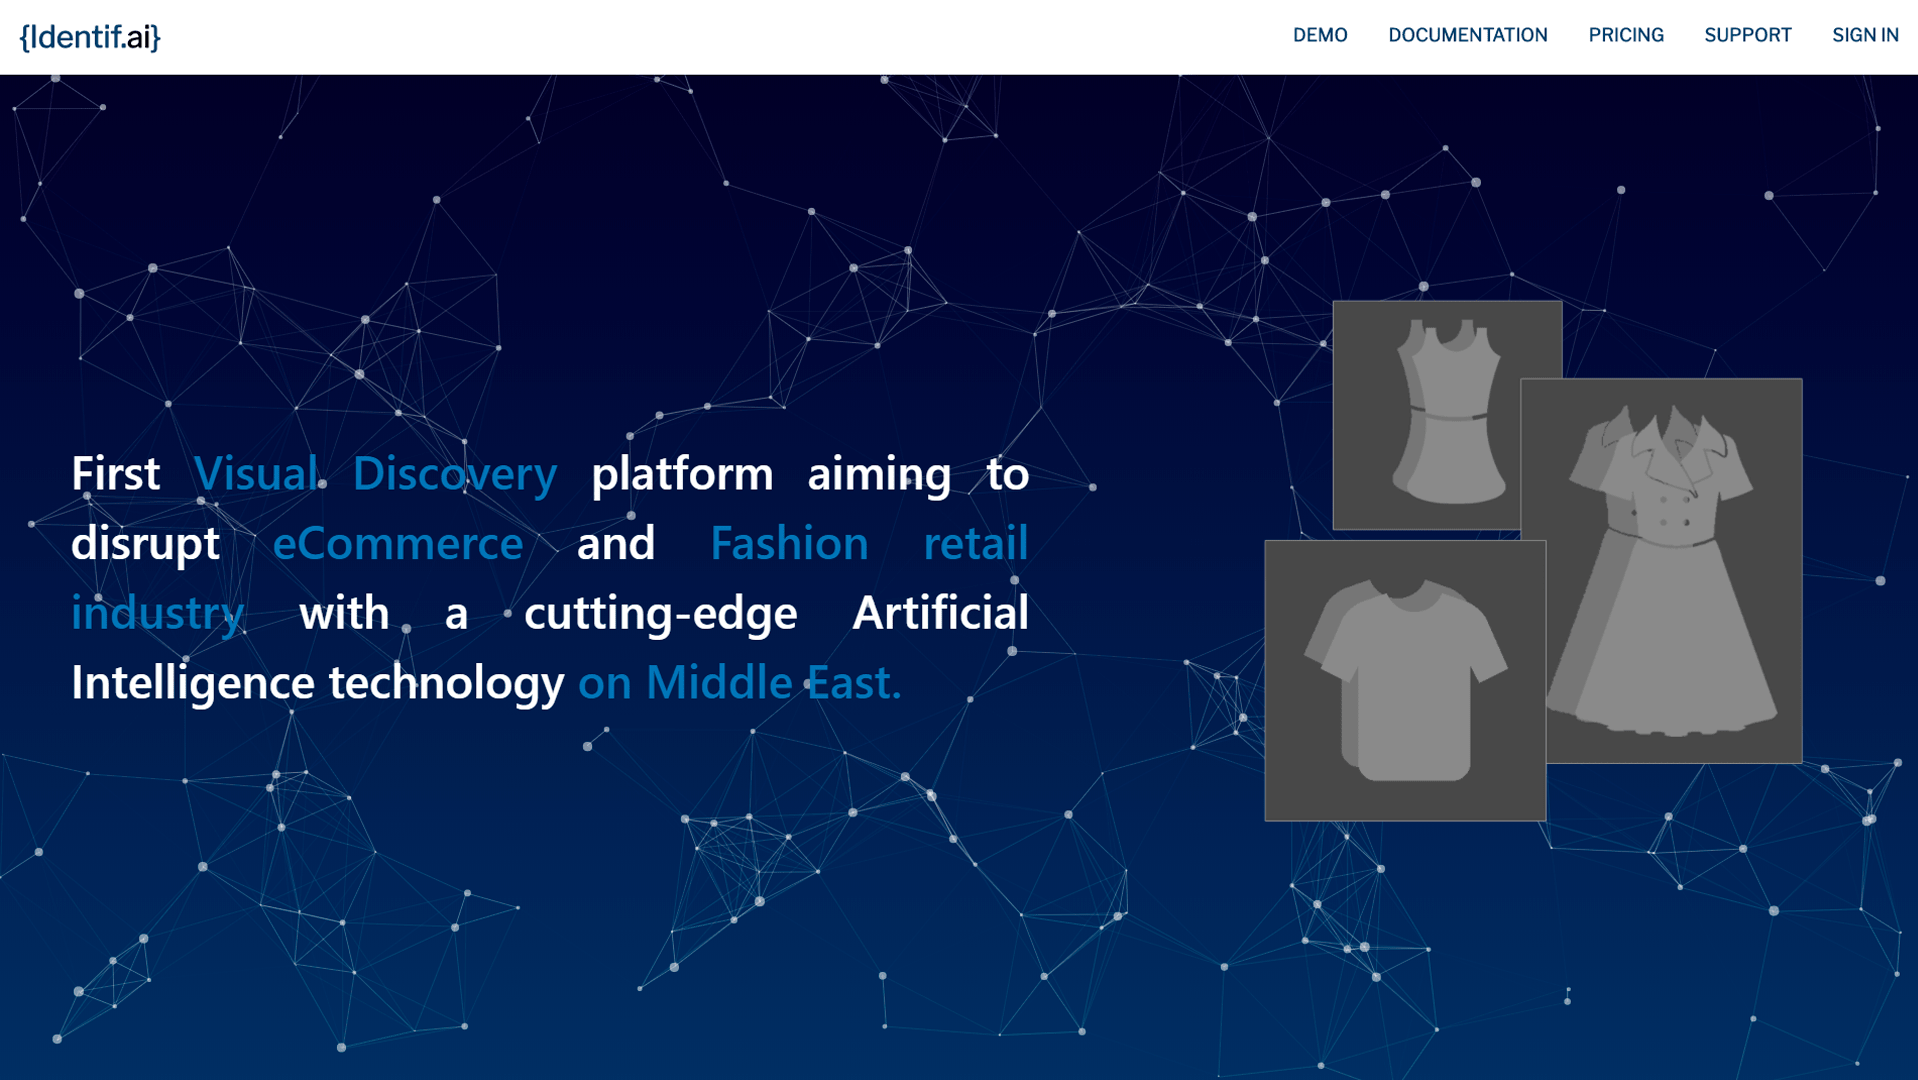 {Identif.ai}
DEMO DOCUMENTATION PRICING SUPPORT SIGN IN
First Visual Discovery platform aiming to
disrupt eCommerce and Fashion retail
industry with a cutting-edge Artificial
Intelligence technology on Middle East.